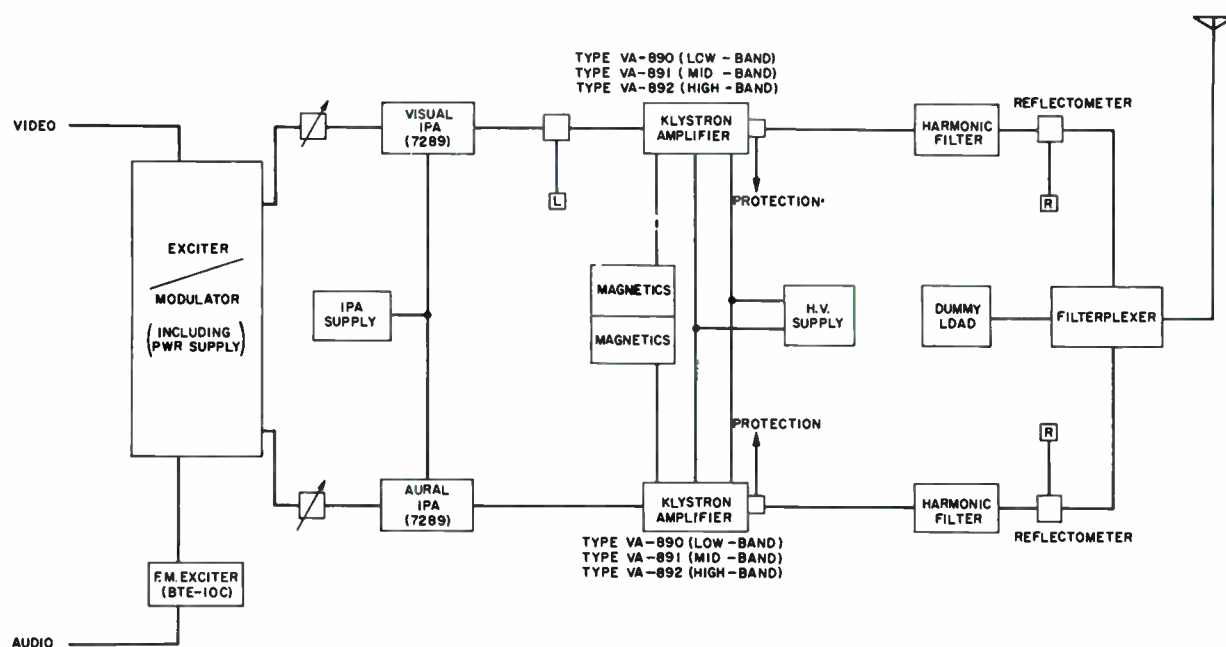 TYPE VA-890 (LOW - BAND)
TYPE VA-891 ( MID - BAND)
TYPE VA-892 (HIGH-BAND)
VIDEO
VISUAL
IPA
(7289)
KLYSTRON
AMPLIFIER
HARMONIC
FILTER
REFLECTOMETER
L
PROTECTION
R
EXCITER
MODULATOR
(INCLUDING
PWR SUPPLY)
IPA
SUPPLY
MAGNETICS
MAGNETICS
H.V.
SUPPLY
DUMMY
LOAD
FILTERPLEXER
PROTECTION
R
AURAL
IPA
(7289)
KLYSTRON
AMPLIFIER
HARMONIC
FILTER
REFLECTOMETER
TYPE VA-890 (LOW-BAND)
TYPE VA-891 (MID-BAND)
TYPE VA-892 (HIGH-BAND)
F.M. EXCITER
(BTE-10C)
AUDIO